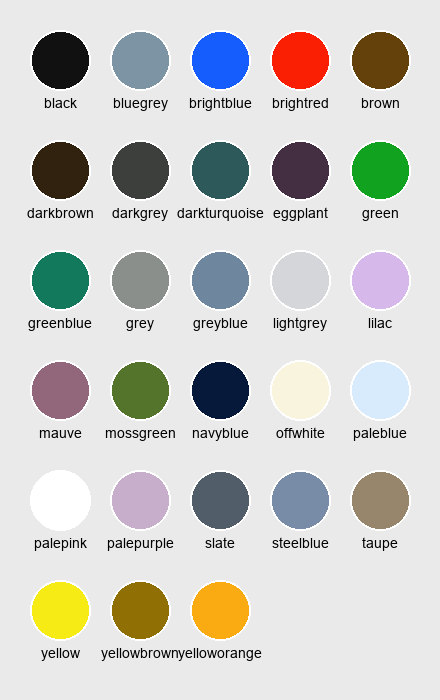 black bluegrey brightblue brightred brown
darkbrown darkgrey darkturquoise eggplant green
greenblue grey greyblue lightgrey lilac
mauve mossgreen navyblue offwhite paleblue
palepink palepurple slate steelblue taupe
yellow yellowbrown yelloworange